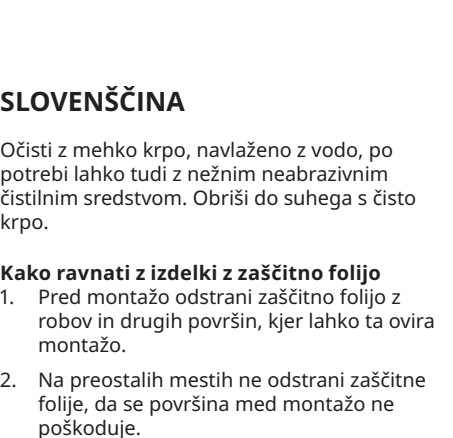 SLOVENŠČINA
Očisti z mehko krpo, navlaženo z vodo, po
potrebi lahko tudi z nežnim neabrazivnim
čistilnim sredstvom. Obriši do suhega s čisto
krpo.
Kako ravnati z izdelki z zaščitno folijo
1. Pred montažo odstrani zaščitno folijo z
robov in drugih površin, kjer lahko ta ovira
montažo.
2. Na preostalih mestih ne odstrani zaščitne
folije, da se površina med montažo ne
poškoduje.